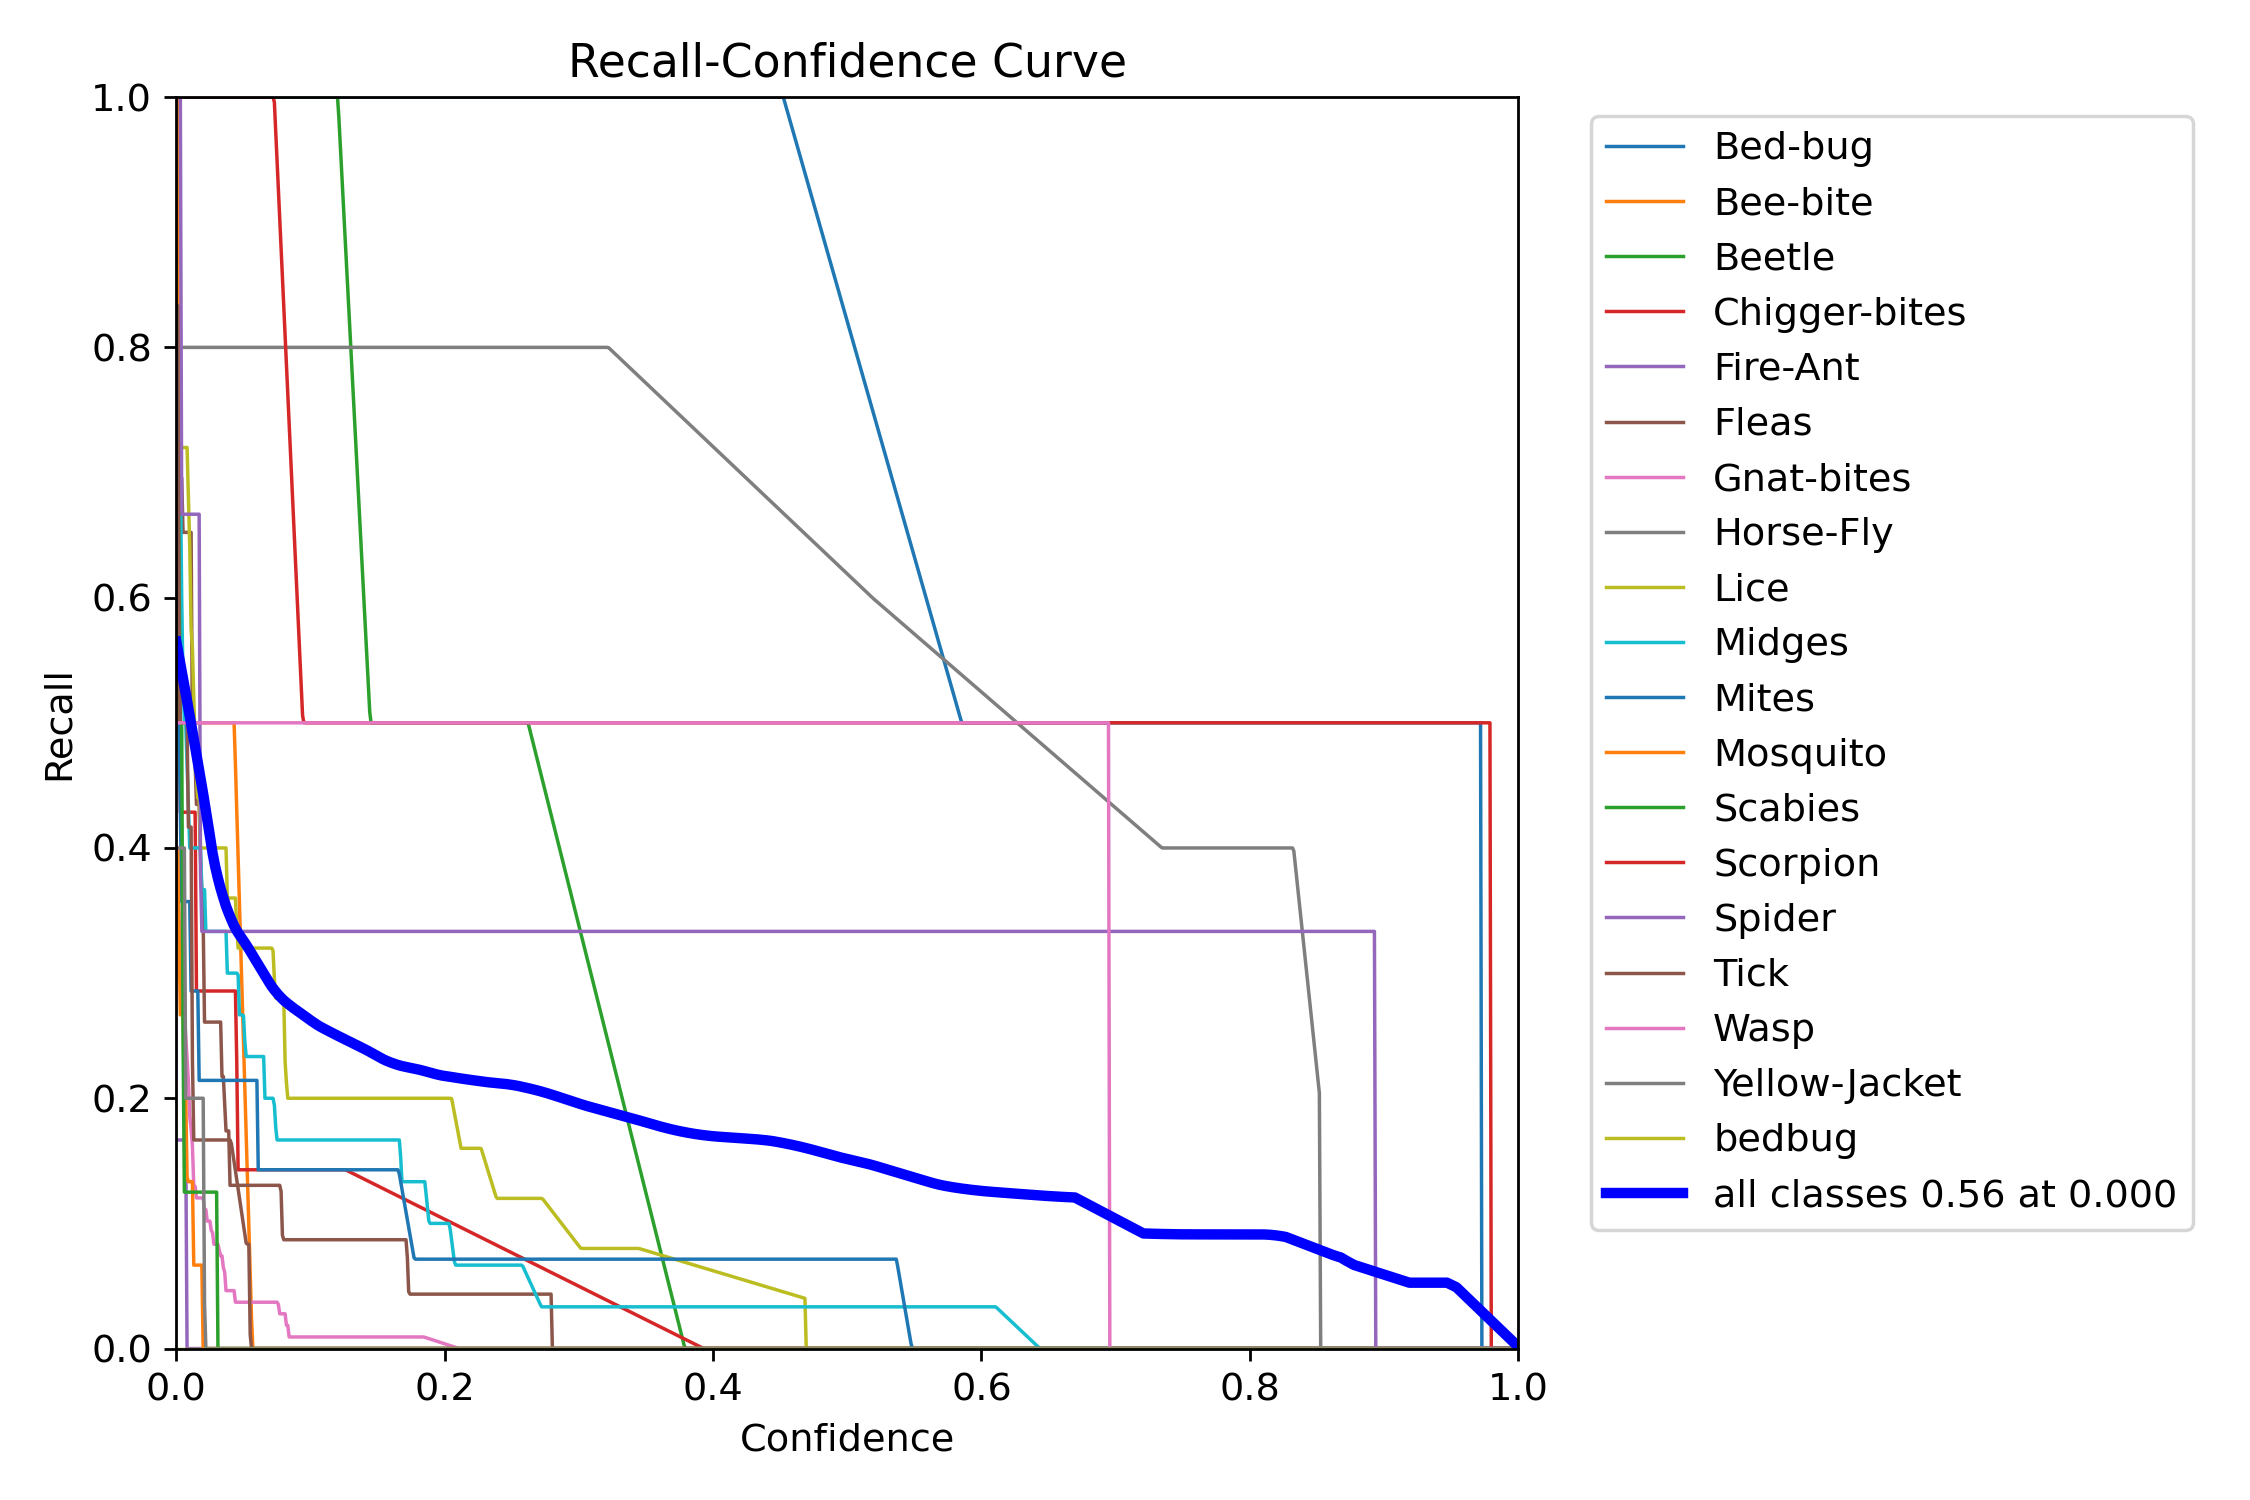 Recall-Confidence Curve
1.0
0.8
0.6
0.4
0.2
0.0
Recall
0.0 0.2 0.4 0.6 0.8 1.0
Confidence
Bed-bug
Bee-bite
Beetle
Chigger-bites
Fire-Ant
Fleas
Gnat-bites
Horse-Fly
Lice
Midges
Mites
Mosquito
Scabies
Scorpion
Spider
Tick
Wasp
Yellow-Jacket
bedbug
all classes 0.56 at 0.000